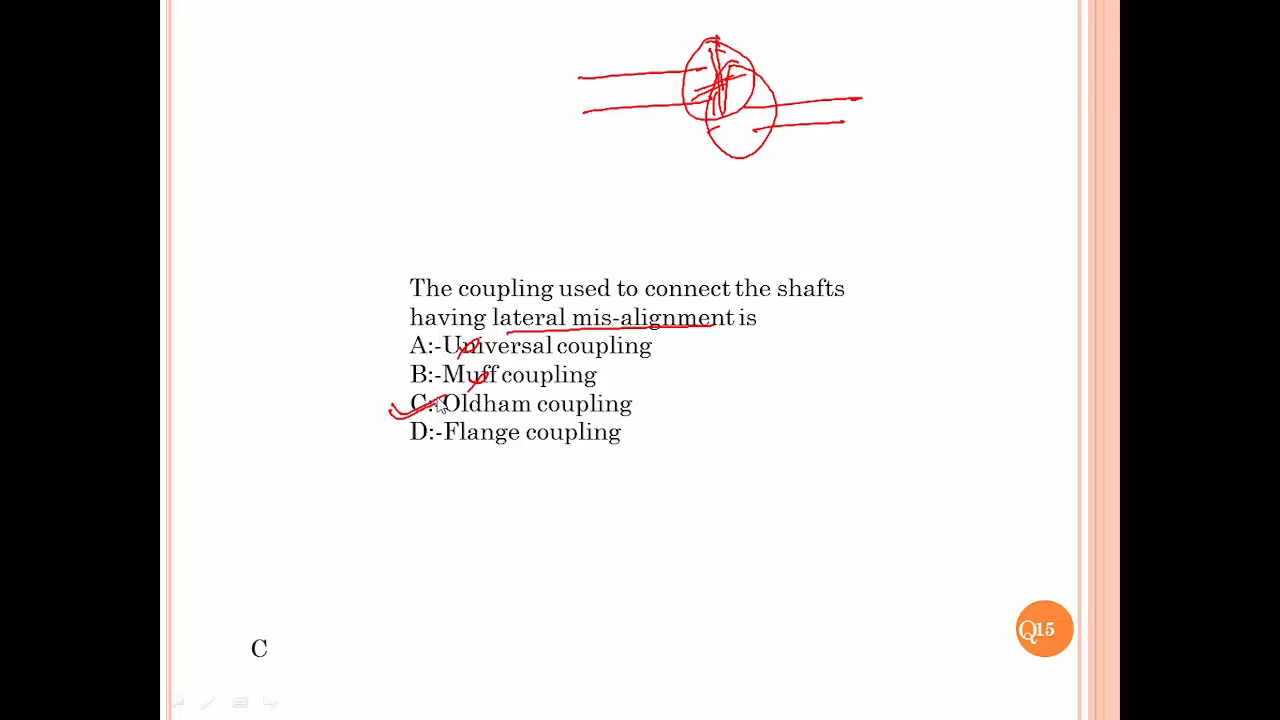 The coupling used to connect the shafts
having lateral mis-alignment is
A:-Universal coupling
B:-Muff coupling
C:-Oldham coupling
D:-Flange coupling
Q15
C